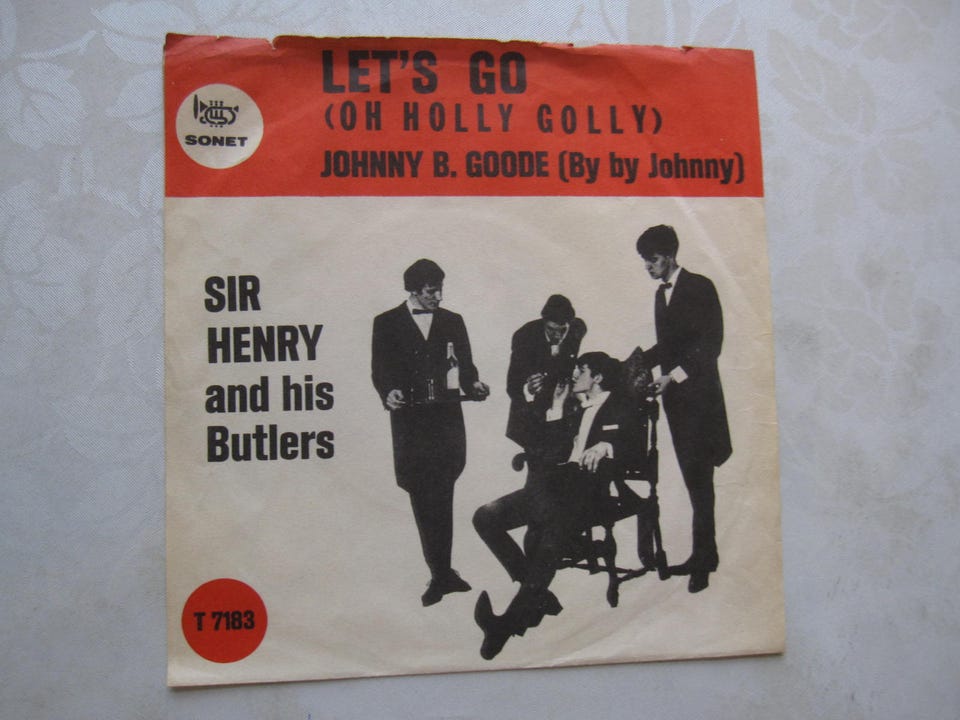 LET'S GO
(OH HOLLY GOLLY)
JOHNNY B. GOODE (By by Johnny)
SONET
SIR
HENRY
and his
Butlers
T 7183